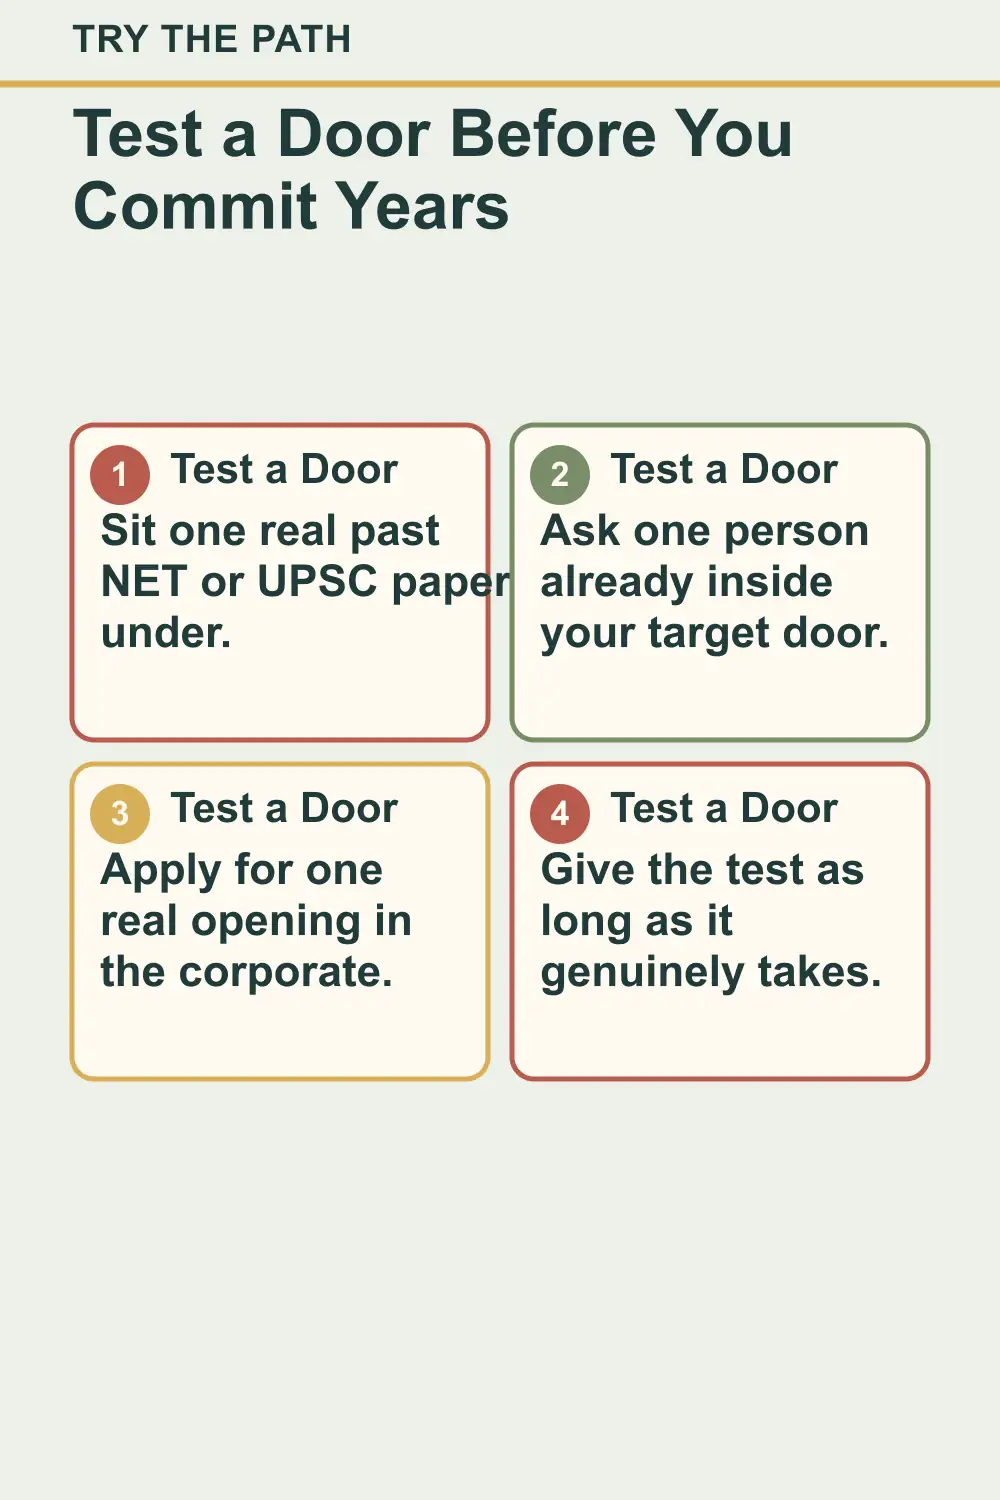 TRY THE PATH
Test a Door Before You
Commit Years
1 Test a Door
Sit one real past
NET or UPSC paper
under.
2 Test a Door
Ask one person
already inside
your target door.
3 Test a Door
Apply for one
real opening in
the corporate.
4 Test a Door
Give the test as
long as it
genuinely takes.